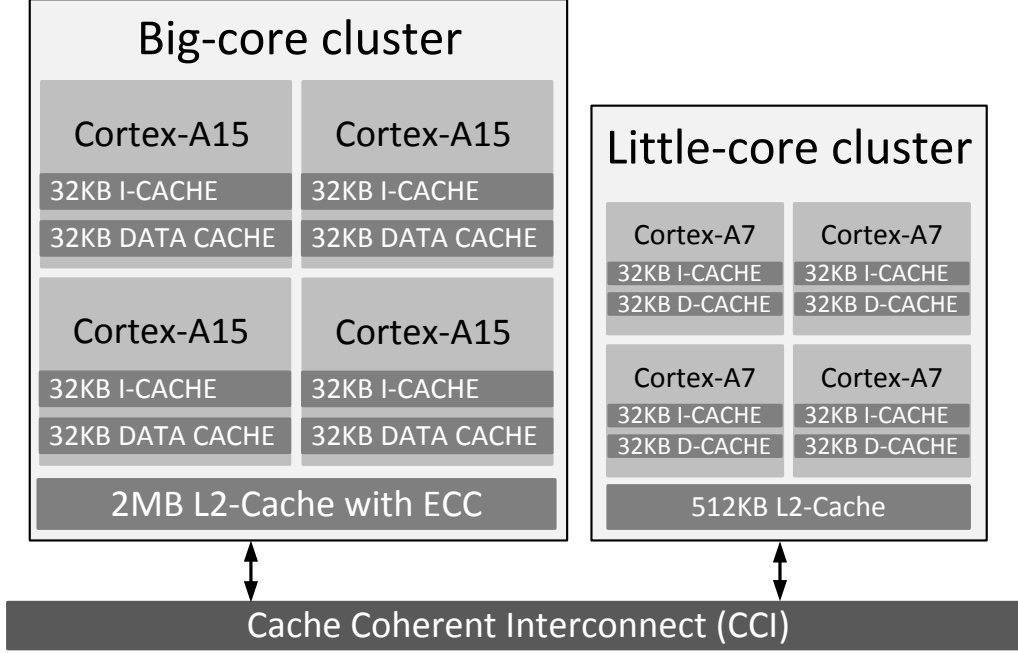 Big-core cluster
Cortex-A15
32KB I-CACHE
32KB DATA CACHE
Cortex-A15
32KB I-CACHE
32KB DATA CACHE
Cortex-A15
32KB I-CACHE
32KB DATA CACHE
Cortex-A15
32KB I-CACHE
32KB DATA CACHE
2MB L2-Cache with ECC
Little-core cluster
Cortex-A7
32KB I-CACHE
32KB D-CACHE
Cortex-A7
32KB I-CACHE
32KB D-CACHE
Cortex-A7
32KB I-CACHE
32KB D-CACHE
Cortex-A7
32KB I-CACHE
32KB D-CACHE
512KB L2-Cache
Cache Coherent Interconnect (CCI)